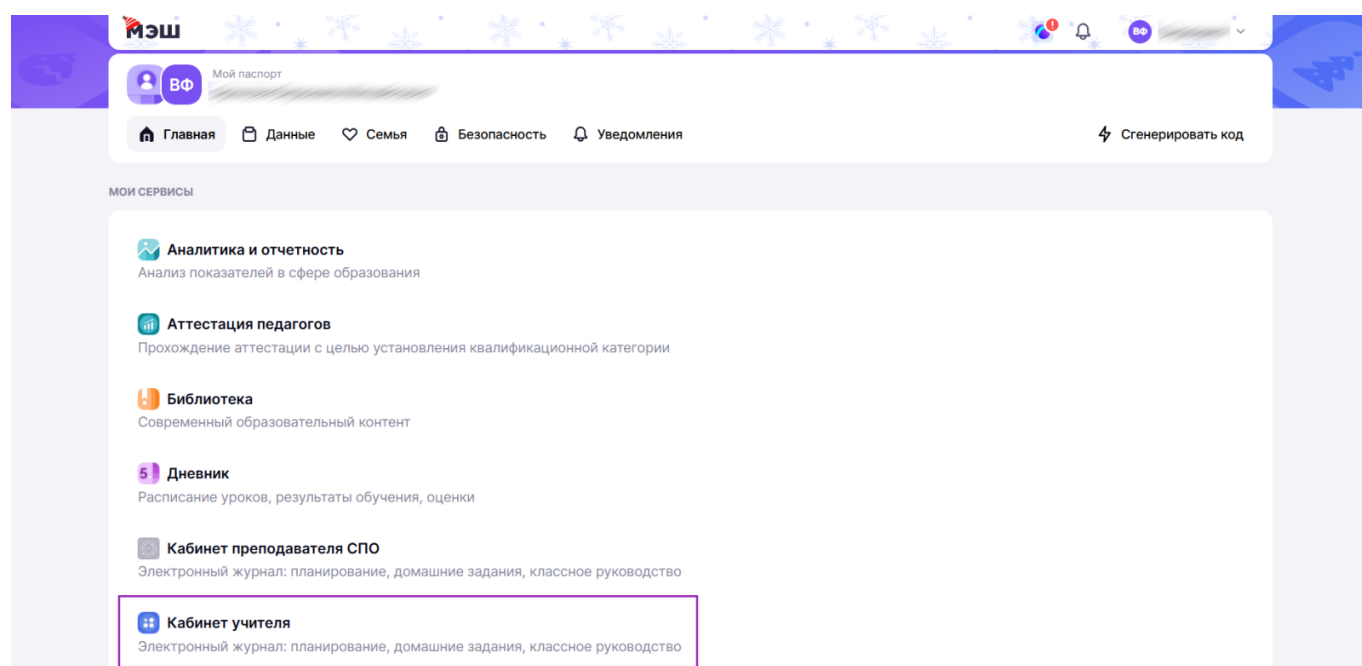 мэш
ВФ
Мой паспорт
ВФ
Главная Данные Семья Безопасность Уведомления Сгенерировать код
МОИ СЕРВИСЫ
Аналитика и отчетность
Анализ показателей в сфере образования
Аттестация педагогов
Прохождение аттестации с целью установления квалификационной категории
Библиотека
Современный образовательный контент
5 Дневник
Расписание уроков, результаты обучения, оценки
Кабинет преподавателя СПО
Электронный журнал: планирование, домашние задания, классное руководство
Кабинет учителя
Электронный журнал: планирование, домашние задания, классное руководство